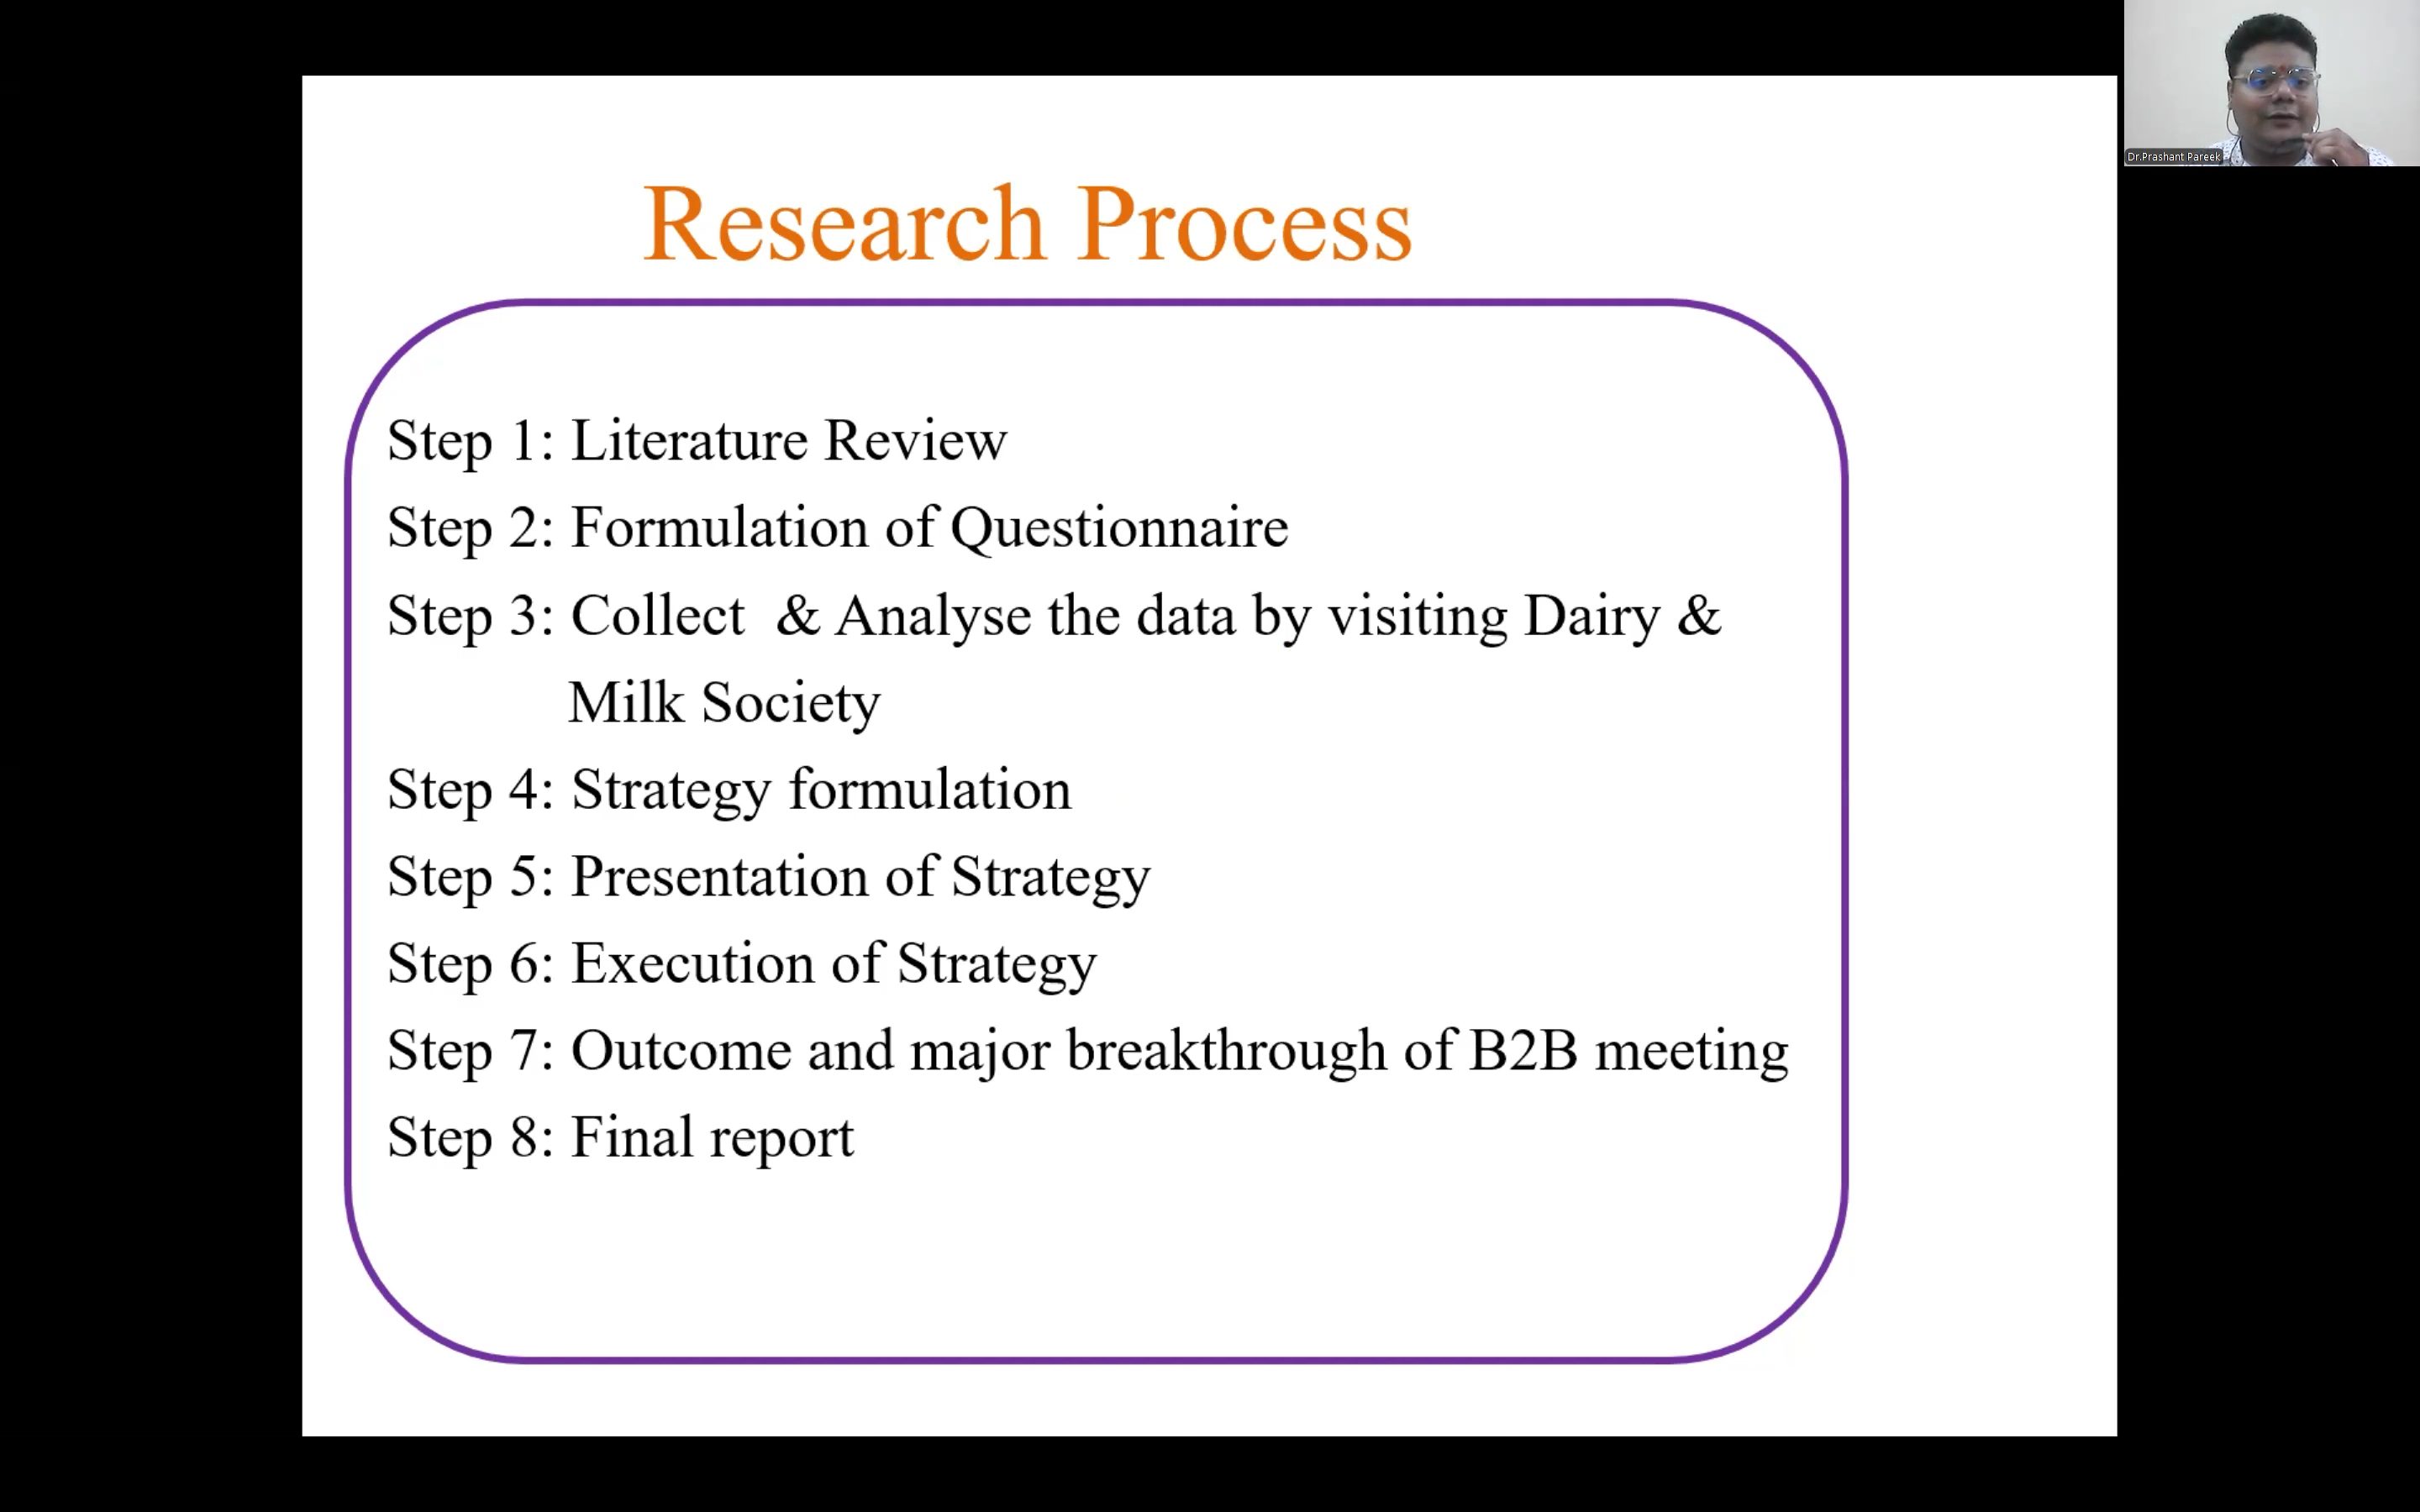 Research Process
Step 1: Literature Review
Step 2: Formulation of Questionnaire
Step 3: Collect & Analyse the data by visiting Dairy &
Milk Society
Step 4: Strategy formulation
Step 5: Presentation of Strategy
Step 6: Execution of Strategy
Step 7: Outcome and major breakthrough of B2B meeting
Step 8: Final report
Dr.Prashant Pareek